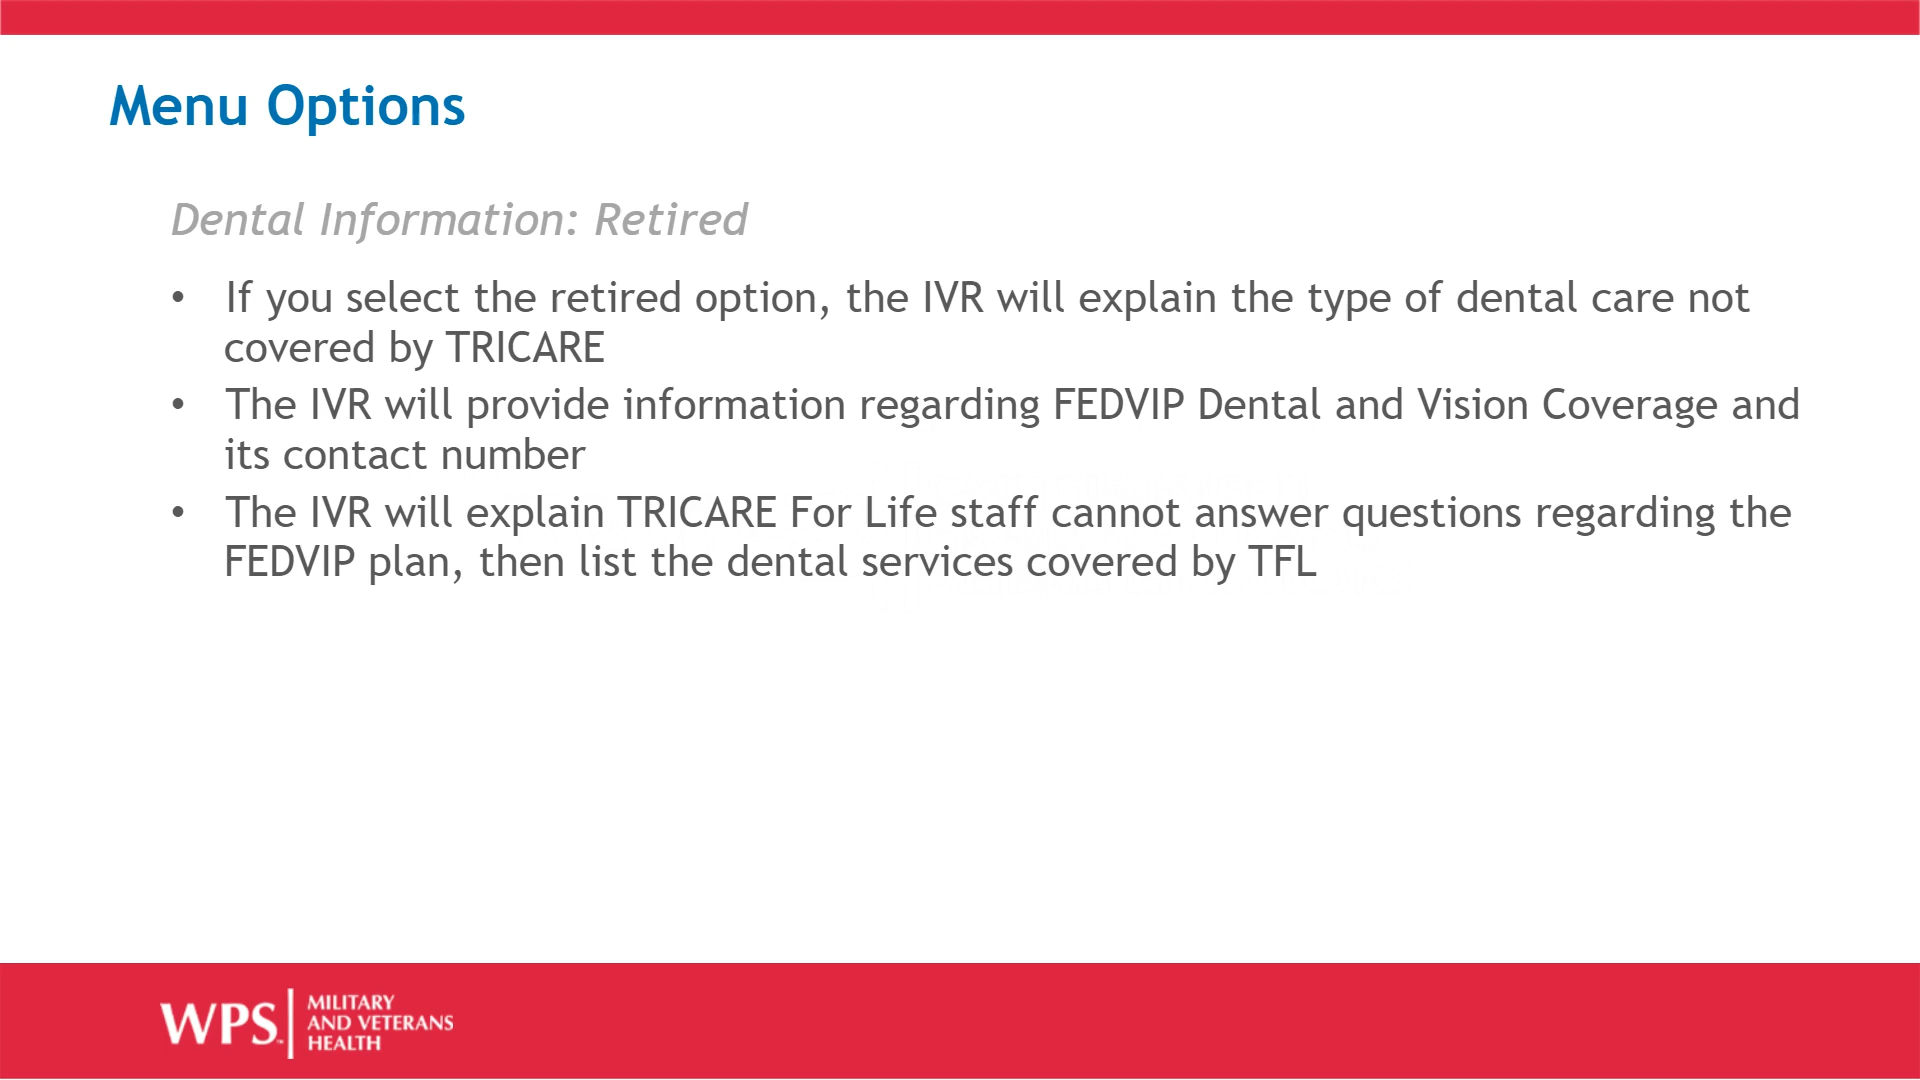 Menu Options
Dental Information: Retired
• If you select the retired option, the IVR will explain the type of dental care not
covered by TRICARE
• The IVR will provide information regarding FEDVIP Dental and Vision Coverage and
its contact number
• The IVR will explain TRICARE For Life staff cannot answer questions regarding the
FEDVIP plan, then list the dental services covered by TFL
WPS™
MILITARY
AND VETERANS
HEALTH